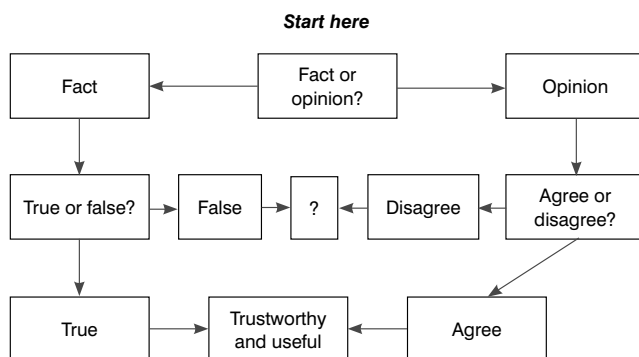 Start here
Fact
Fact or
opinion?
Opinion
True or false?
False
?
Disagree
Agree or
disagree?
True
Trustworthy
and useful
Agree